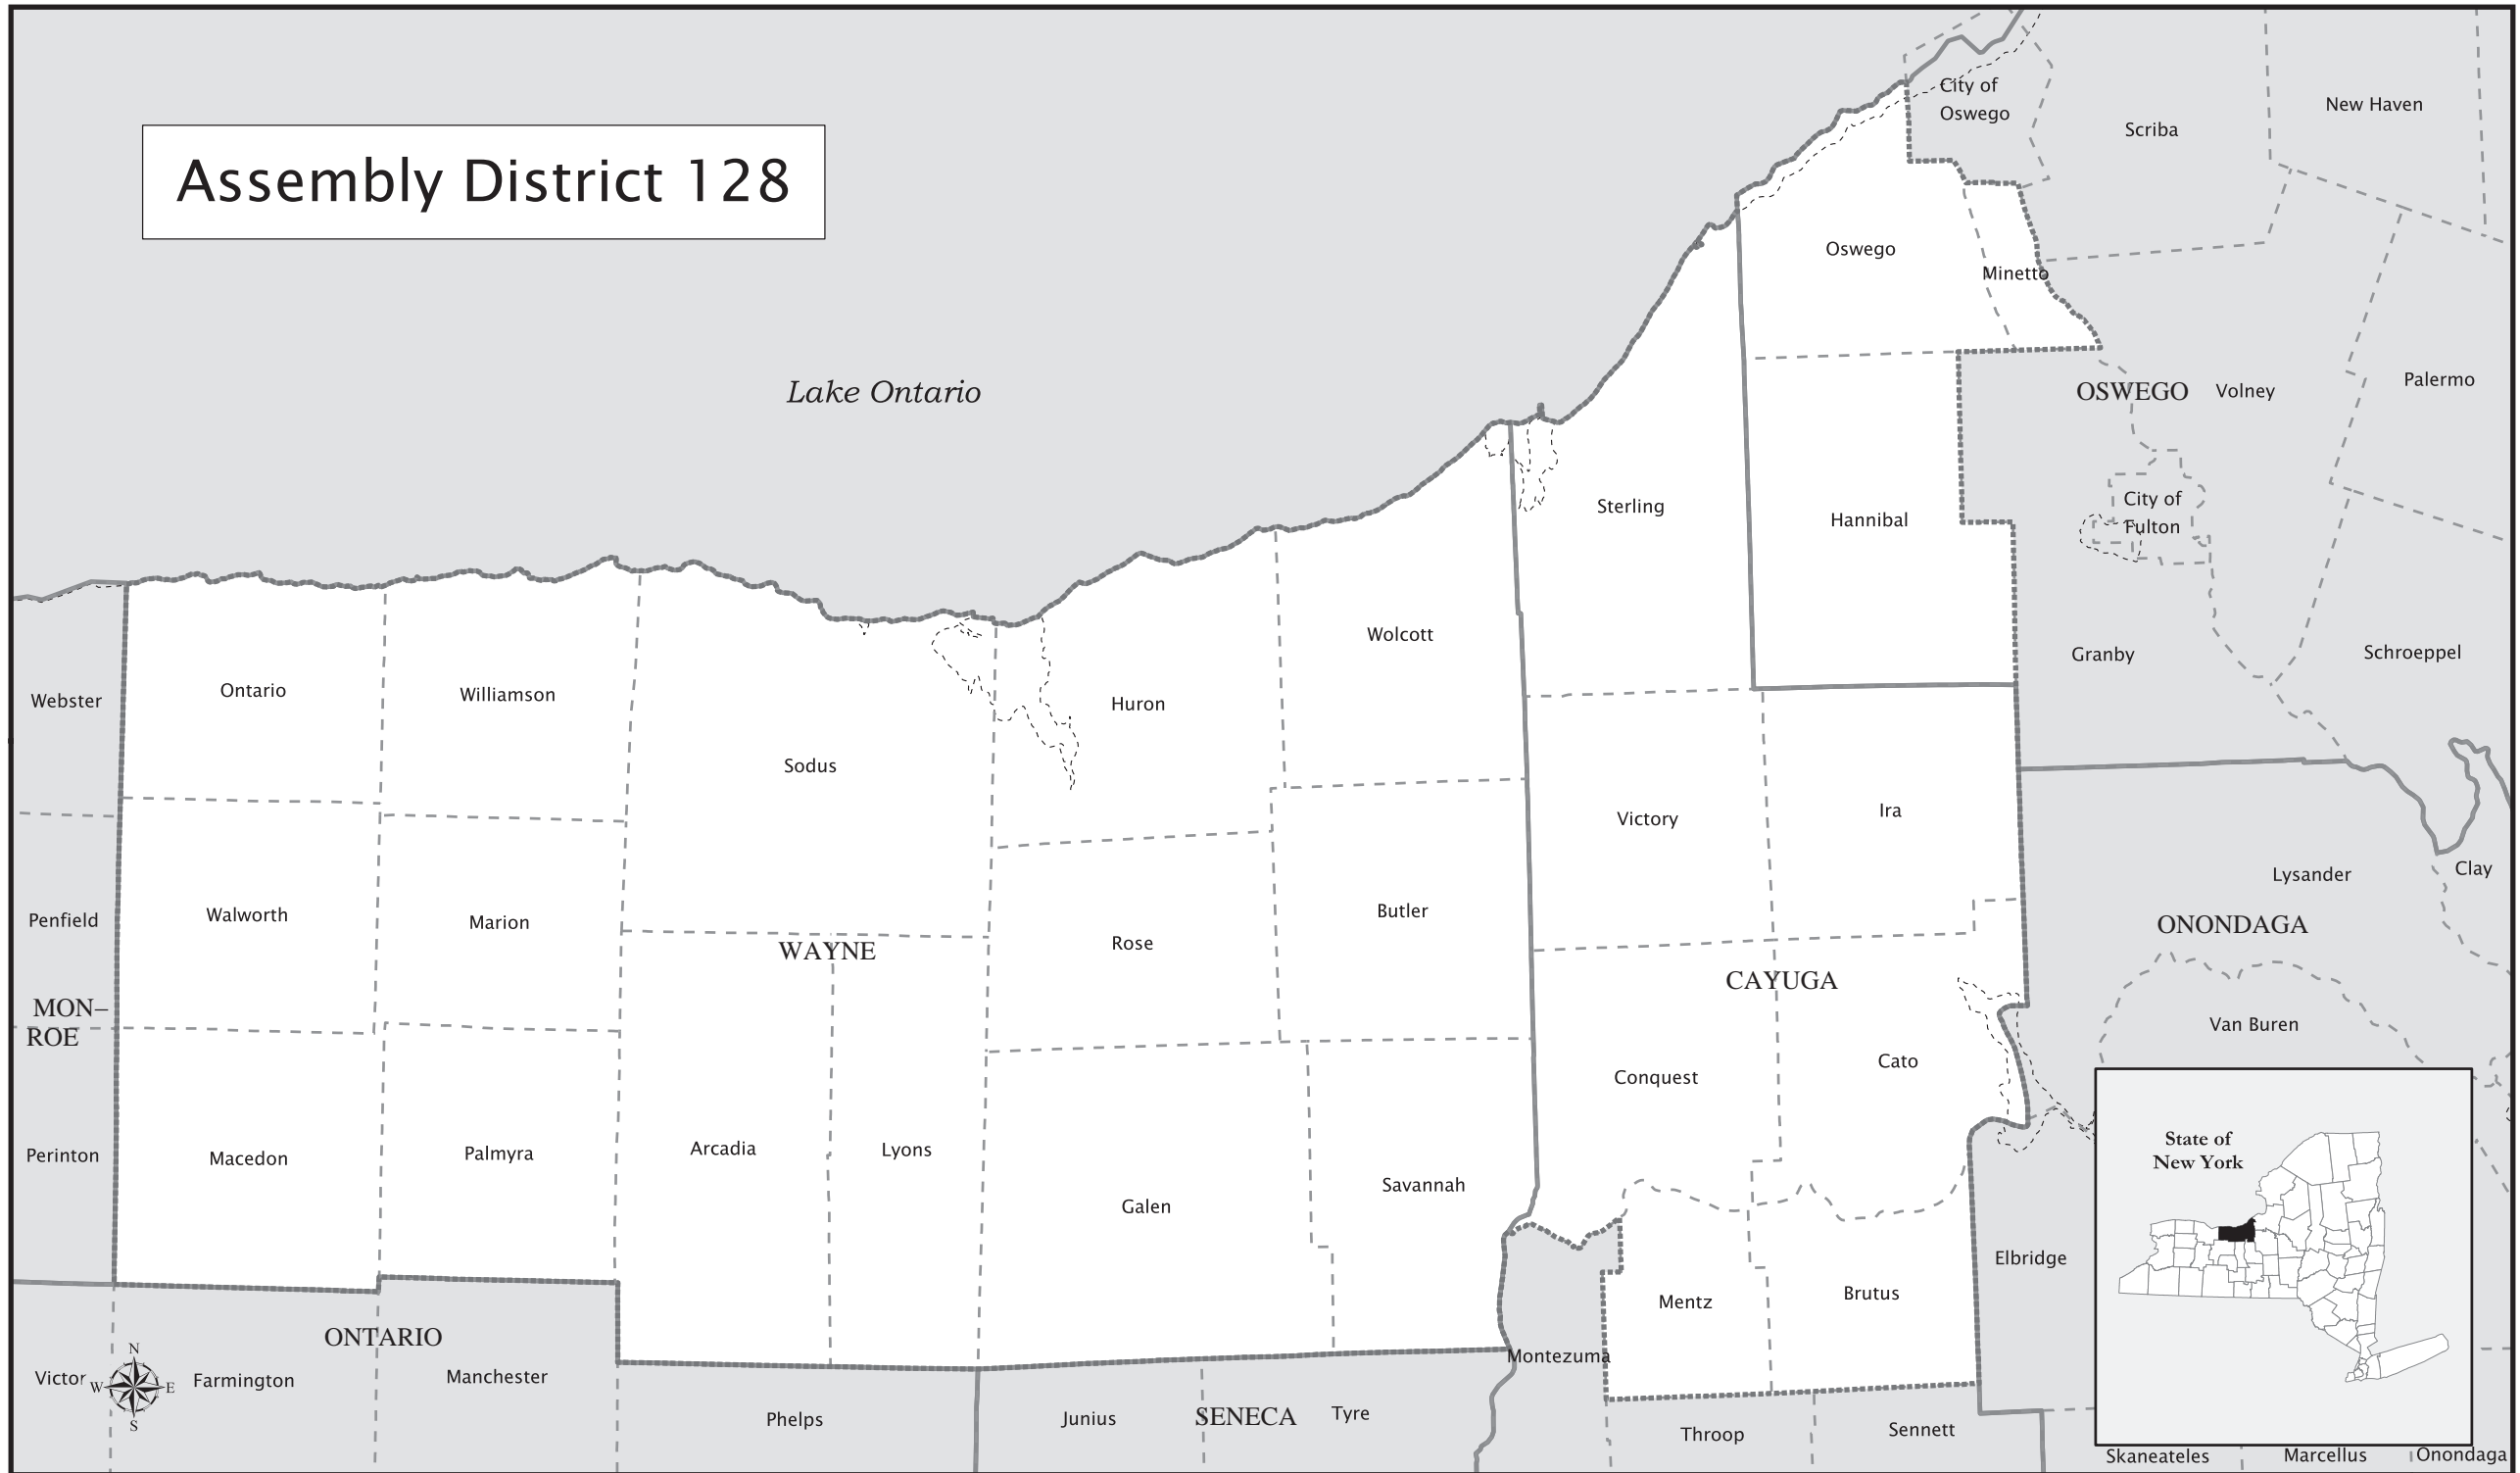 City of
Oswego
New Haven
Scriba
Assembly District 128
Oswego
Minetto
Lake Ontario
OSWEGO
Volney
Palermo
City of
Fulton
Sterling
Hannibal
Wolcott
Granby
Schroeppel
Webster
Ontario
Williamson
Huron
Sodus
Victory
Ira
Lysander
Clay
Penfield
Walworth
Marion
Butler
Rose
WAYNE
ONONDAGA
CAYUGA
MON–
ROE
Van Buren
Conquest
Cato
Perinton
Macedon
Palmyra
Arcadia
Lyons
Galen
Savannah
State of
New York
Elbridge
Mentz
Brutus
ONTARIO
Montezuma
Victor
N
W
E
S
Farmington
Manchester
Phelps
Junius
SENECA
Tyre
Throop
Sennett
Skaneateles
Marcellus
Onondaga